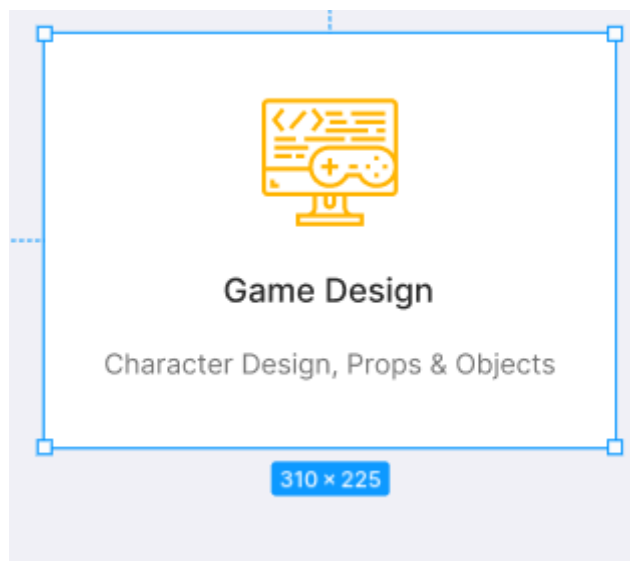 </>
Game Design
Character Design, Props & Objects
310 × 225